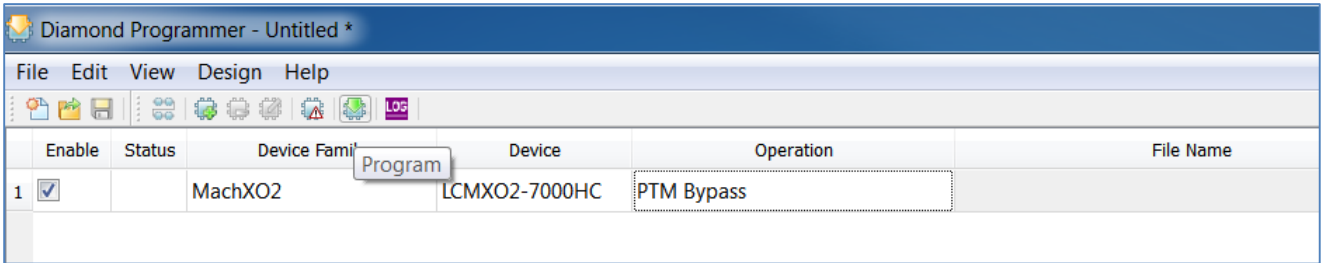 Diamond Programmer - Untitled *
File Edit View Design Help
LOG
Enable Status Device Famil Device Operation File Name
Program
1 MachXO2 LCMXO2-7000HC PTM Bypass